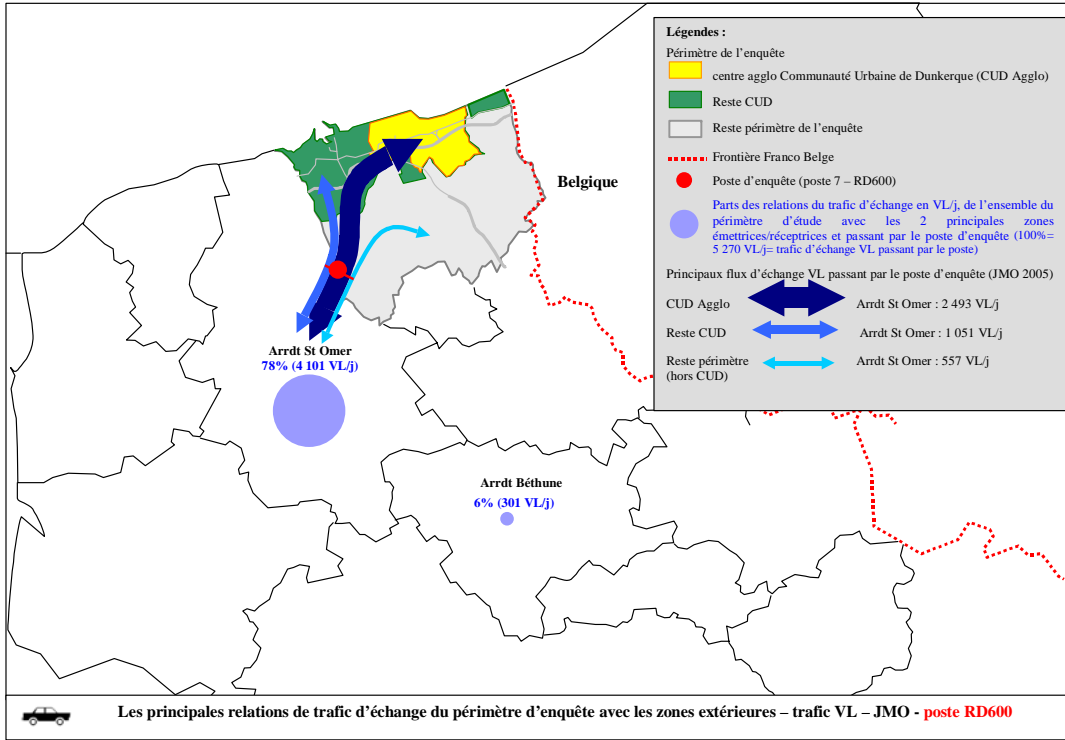 Légendes :
Périmètre de l'enquête
centre agglo Communauté Urbaine de Dunkerque (CUD Agglo)
Reste CUD
Reste périmètre de l'enquête
Frontière Franco Belge
Poste d'enquête (poste 7 – RD600)
Parts des relations du trafic d'échange en VL/j, de l'ensemble du
périmètre d'étude avec les 2 principales zones
émettrices/réceptrices et passant par le poste d'enquête (100%=
5 270 VL/j= trafic d'échange VL passant par le poste)
Principaux flux d'échange VL passant par le poste d'enquête (JMO 2005)
CUD Agglo Arrdt St Omer : 2 493 VL/j
Reste CUD Arrdt St Omer : 1 051 VL/j
Reste périmètre Arrdt St Omer : 557 VL/j
(hors CUD)
Belgique
Arrdt St Omer
78% (4 101 VL/j)
Arrdt Béthune
6% (301 VL/j)
Les principales relations de trafic d'échange du périmètre d'enquête avec les zones extérieures – trafic VL – JMO - poste RD600